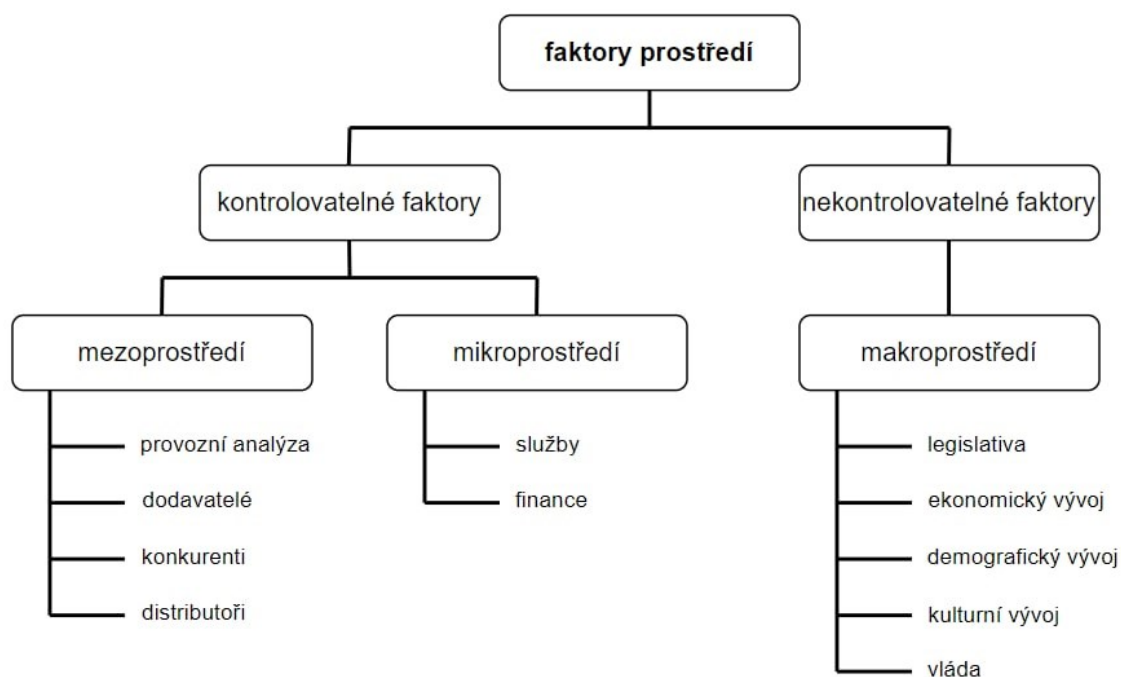 faktory prostředí
kontrolovatelné faktory
nekontrolovatelné faktory
mezoprostředí
mikroprostředí
makroprostředí
provozní analýza
dodavatelé
konkurenti
distributoři
služby
finance
legislativa
ekonomický vývoj
demografický vývoj
kulturní vývoj
vláda